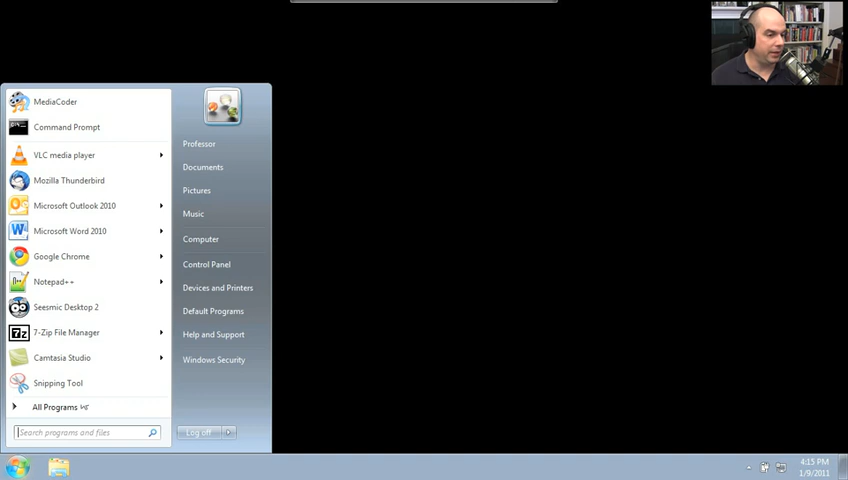 MediaCoder
Command Prompt
VLC media player
Mozilla Thunderbird
Microsoft Outlook 2010
Microsoft Word 2010
Google Chrome
Notepad++
Seesmic Desktop 2
7-Zip File Manager
Camtasia Studio
Snipping Tool
All Programs
Search programs and files
Professor
Documents
Pictures
Music
Computer
Control Panel
Devices and Printers
Default Programs
Help and Support
Windows Security
Log off
4:15 PM
1/9/2011